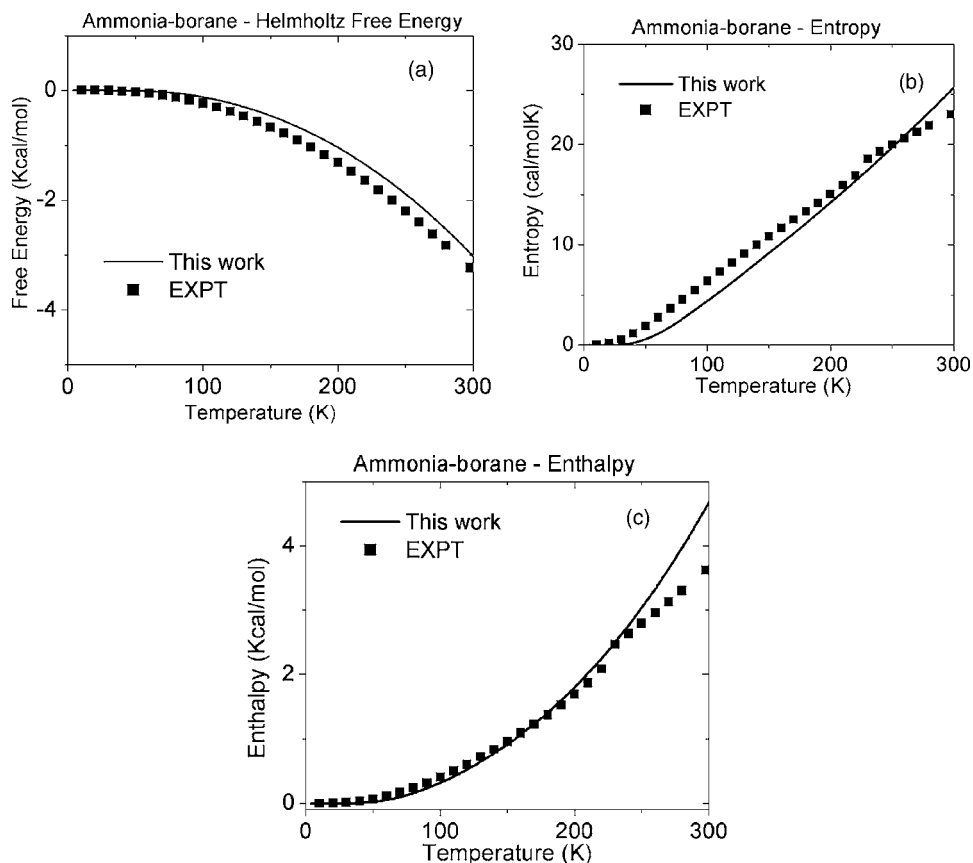 Ammonia-borane - Helmholtz Free Energy
(a)
0
-2
-4
Free Energy (Kcal/mol)
This work
EXPT
0 100 200 300
Temperature (K)
Ammonia-borane - Entropy
(b)
30
20
10
0
Entropy (cal/molK)
This work
EXPT
0 100 200 300
Temperature (K)
Ammonia-borane - Enthalpy
(c)
4
2
0
Enthalpy (Kcal/mol)
This work
EXPT
0 100 200 300
Temperature (K)